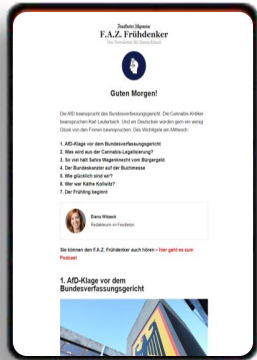 Frankfurter Allgemeine
F.A.Z. Frühdenker
Der Newsletter für Deutschland
Guten Morgen!
Die AfD beansprucht das Bundesverfassungsgericht. Die Cannabis-Kritiker
beanspruchen Karl Lauterbach. Und wir Deutschen würden gern ein wenig
Glück von den Finnen beanspruchen. Das Wichtigste am Mittwoch:
1. AfD-Klage vor dem Bundesverfassungsgericht
2. Was wird aus der Cannabis-Legalisierung?
3. So viel hält Sahra Wagenknecht vom Bürgergeld
4. Der Bundeskanzler auf der Buchmesse
5. Wie glücklich sind wir?
6. Wer war Käthe Kollwitz?
7. Der Frühling beginnt
Elena Witzeck
Redakteurin im Feuilleton
Sie können den F.A.Z. Frühdenker auch hören – hier geht es zum
Podcast
1. AfD-Klage vor dem
Bundesverfassungsgericht